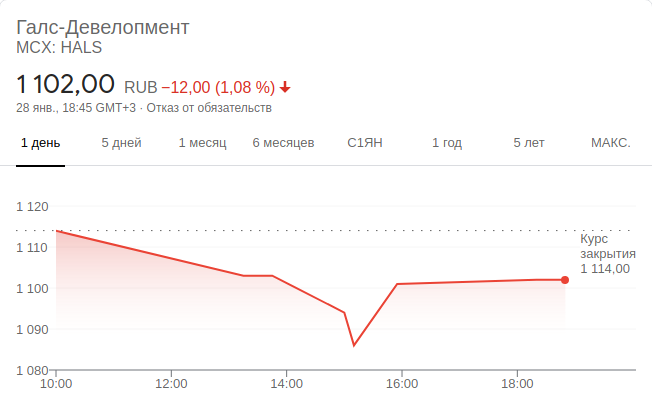 Галс-Девелопмент
MCX: HALS
1 102,00 RUB −12,00 (1,08 %)
28 янв., 18:45 GMT+3 · Отказ от обязательств
1 день 5 дней 1 месяц 6 месяцев С1ЯН 1 год 5 лет МАКС.
1 120
1 110
1 100
1 090
1 080
Курс
закрытия
1 114,00
10:00 12:00 14:00 16:00 18:00